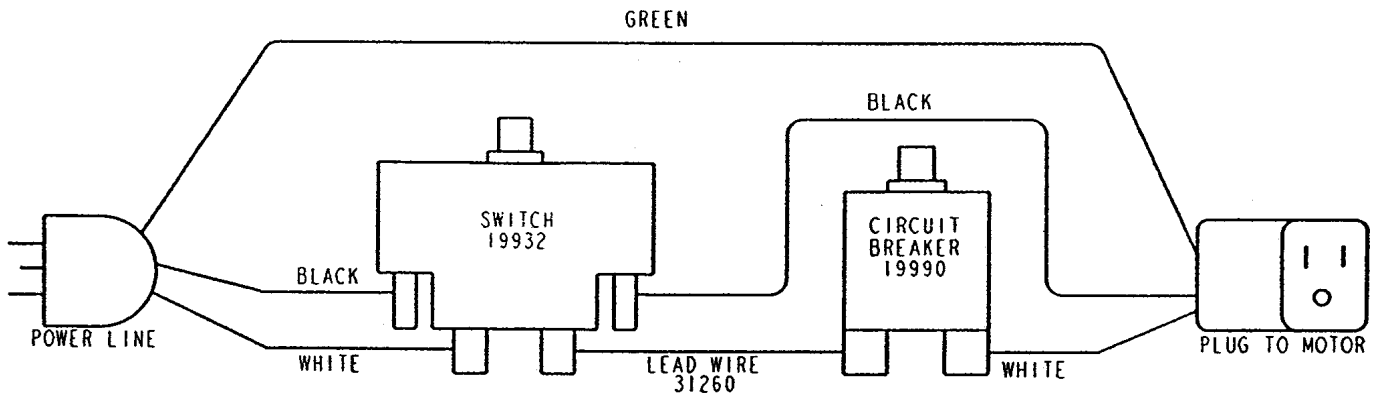 GREEN
BLACK
SWITCH
19932
CIRCUIT
BREAKER
19990
BLACK
POWER LINE
WHITE
LEAD WIRE
31260
WHITE
PLUG TO MOTOR